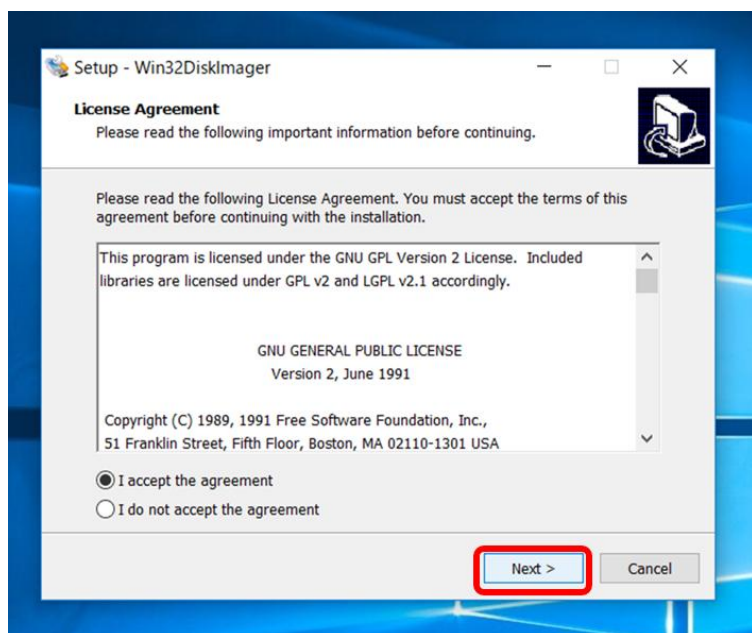 Setup - Win32DiskImager
License Agreement
Please read the following important information before continuing.
Please read the following License Agreement. You must accept the terms of this
agreement before continuing with the installation.
This program is licensed under the GNU GPL Version 2 License.  Included
libraries are licensed under GPL v2 and LGPL v2.1 accordingly.
GNU GENERAL PUBLIC LICENSE
Version 2, June 1991
Copyright (C) 1989, 1991 Free Software Foundation, Inc.,
51 Franklin Street, Fifth Floor, Boston, MA 02110-1301 USA
I accept the agreement
I do not accept the agreement
Next >
Cancel